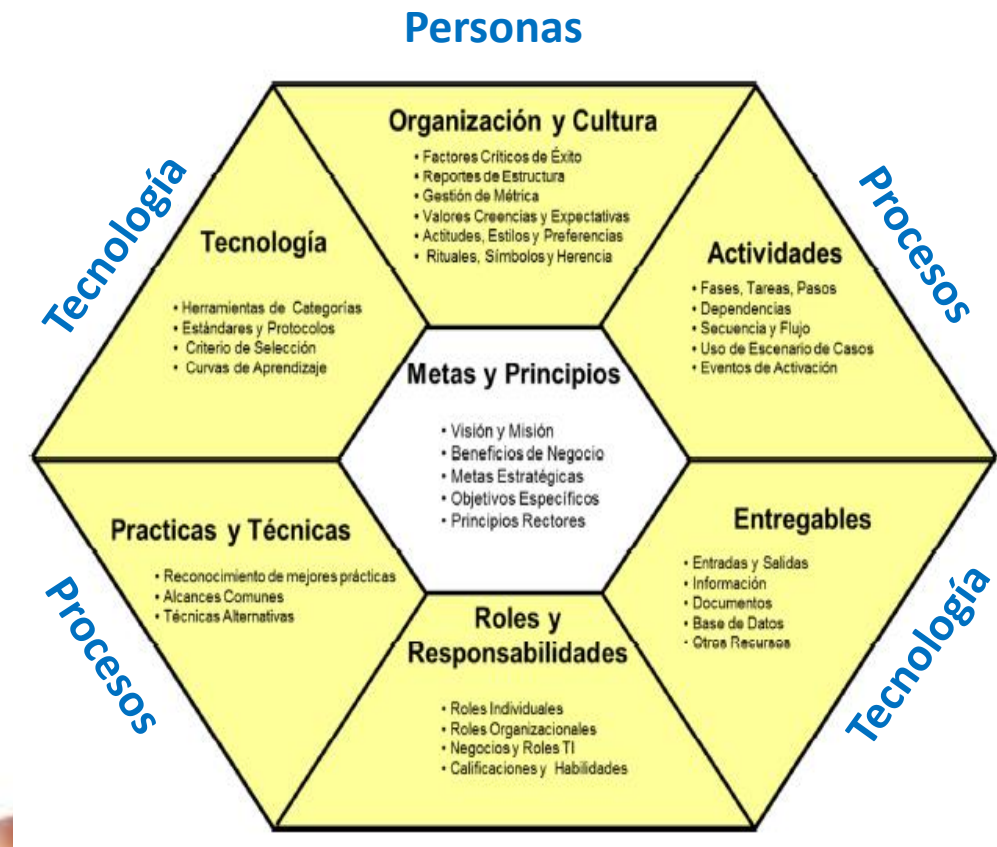 Personas
Organización y Cultura
• Factores Críticos de Éxito
• Reportes de Estructura
• Gestión de Métrica
• Valores Creencias y Expectativas
• Actitudes, Estilos y Preferencias
• Rituales, Símbolos y Herencia
Tecnología
Tecnología
• Herramientas de Categorías
• Estándares y Protocolos
• Criterio de Selección
• Curvas de Aprendizaje
Procesos
Actividades
• Fases, Tareas, Pasos
• Dependencias
• Secuencia y Flujo
• Uso de Escenario de Casos
• Eventos de Activación
Metas y Principios
• Visión y Misión
• Beneficios de Negocio
• Metas Estratégicas
• Objetivos Específicos
• Principios Rectores
Practicas y Técnicas
• Reconocimiento de mejores prácticas
• Alcances Comunes
• Técnicas Alternativas
Procesos
Entregables
• Entradas y Salidas
• Información
• Documentos
• Base de Datos
• Otros Recursos
Tecnología
Roles y
Responsabilidades
• Roles Individuales
• Roles Organizacionales
• Negocios y Roles TI
• Calificaciones y Habilidades